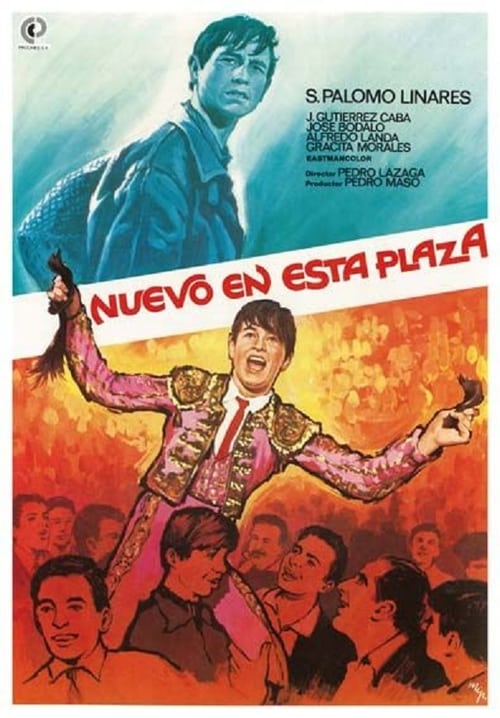 S. PALOMO LINARES
J. GUTIERREZ CABA
JOSE BODALO
ALFREDO LANDA
GRACITA MORALES
EASTMANCOLOR
Director PEDRO LAZAGA
Productor PEDRO MASO
NUEVO EN ESTA PLAZA